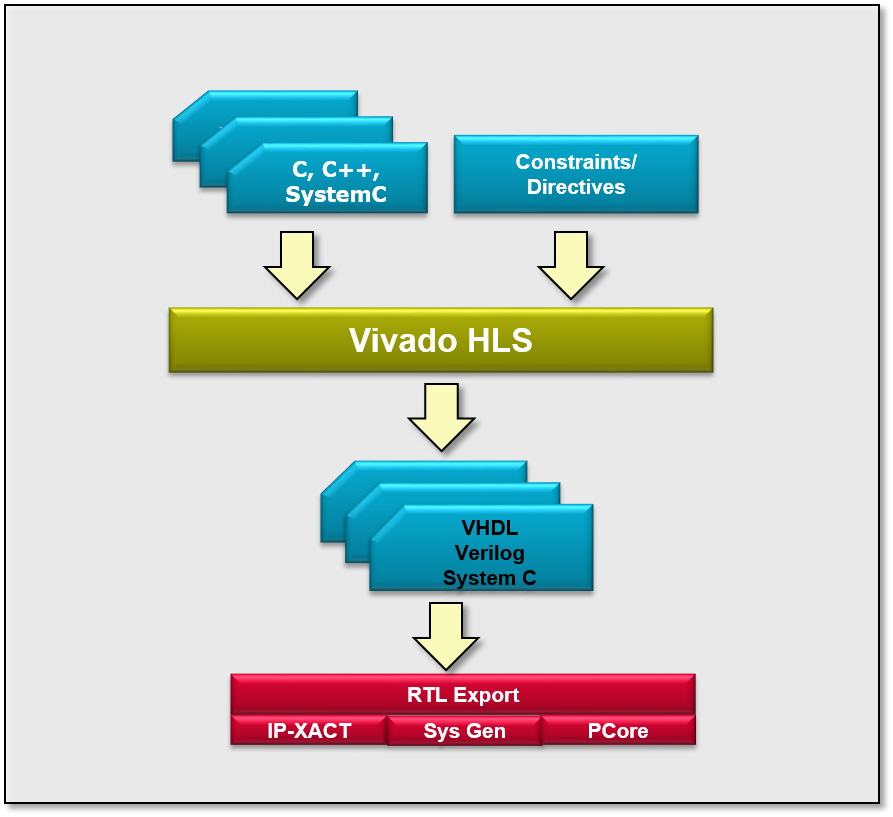 C, C++,
SystemC
Constraints/
Directives
Vivado HLS
VHDL
Verilog
System C
RTL Export
IP-XACT
Sys Gen
PCore